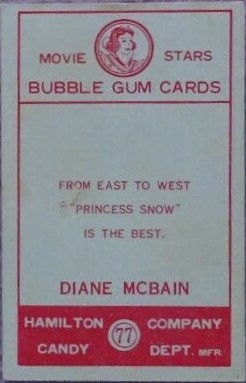 MOVIE STARS
BUBBLE GUM CARDS
FROM EAST TO WEST
"PRINCESS SNOW"
IS THE BEST.
DIANE MCBAIN
HAMILTON 77 COMPANY
CANDY DEPT. MFR.